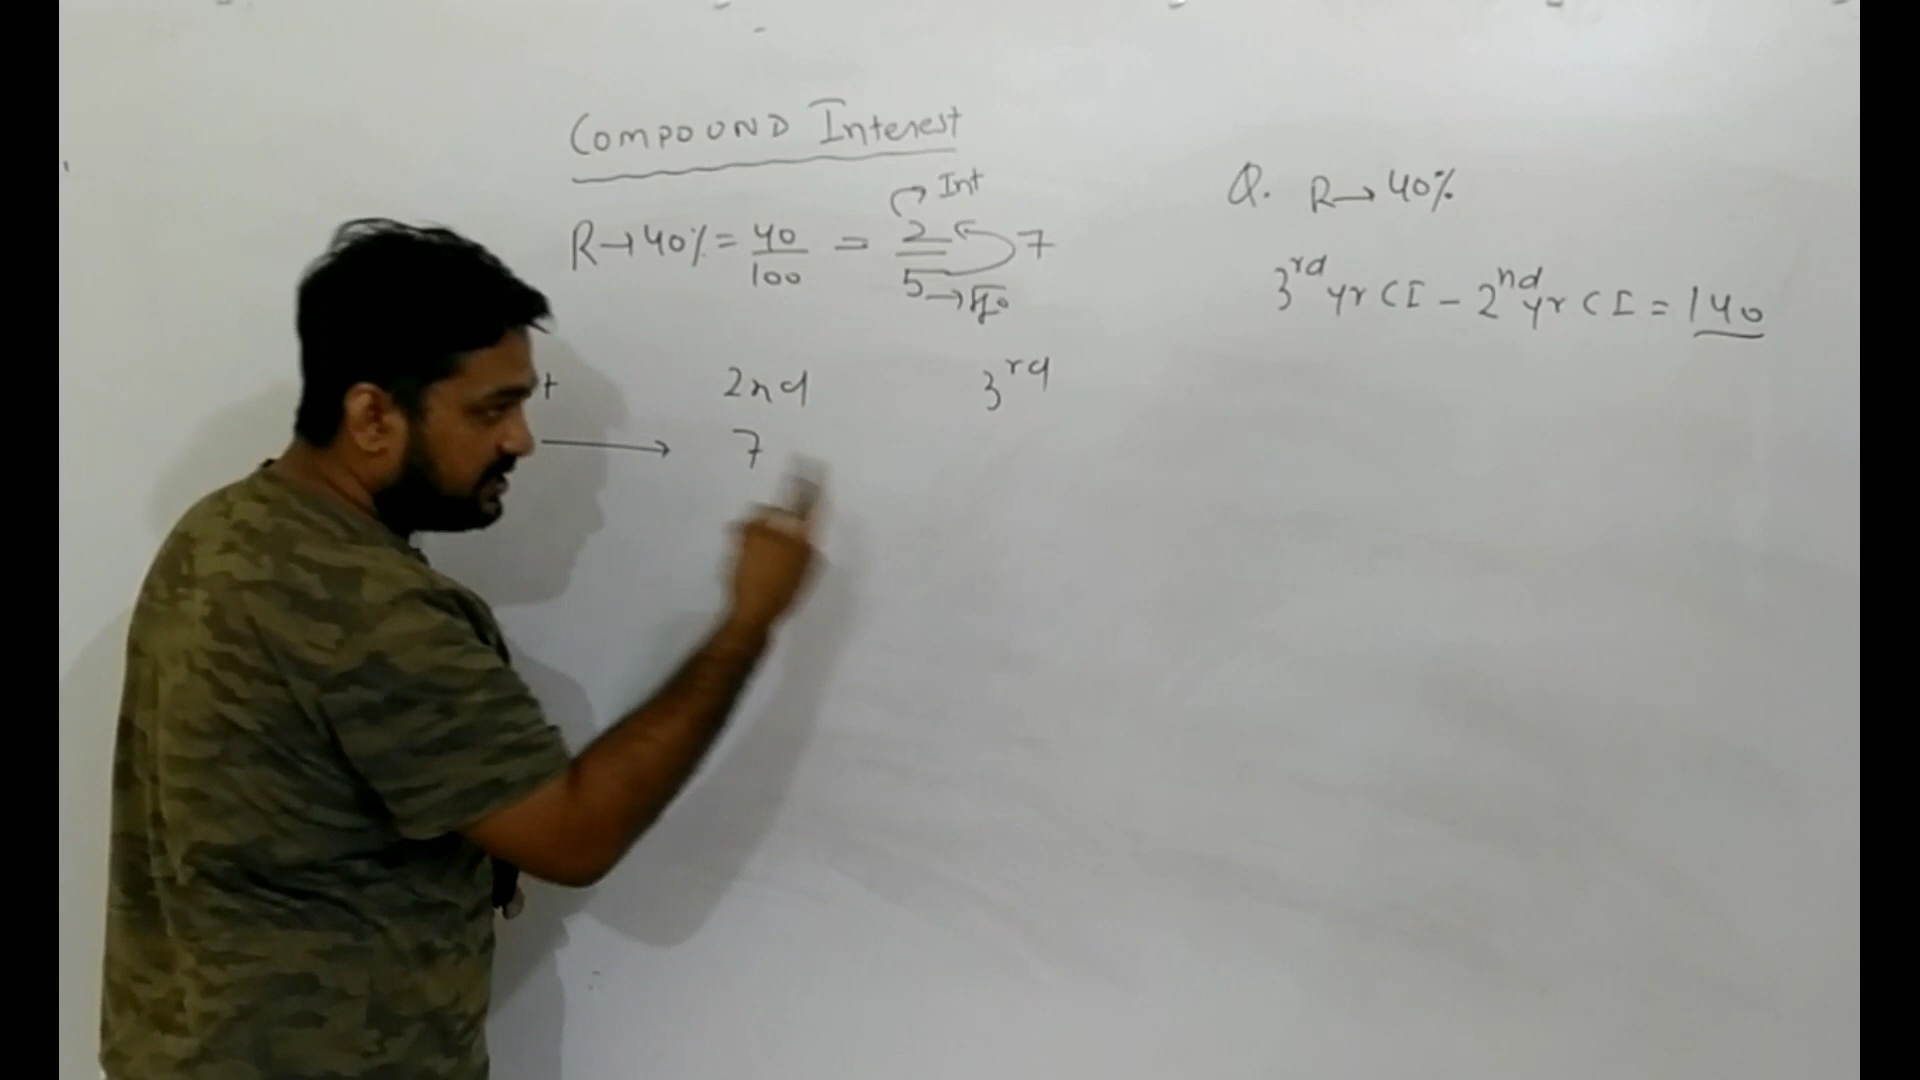 COMPOUND Interest
Int
R→40% = 40/100 = 2/5 7
Q. R→40%
3rd yr CI - 2nd yr CI = 140
2nd 3rd
7